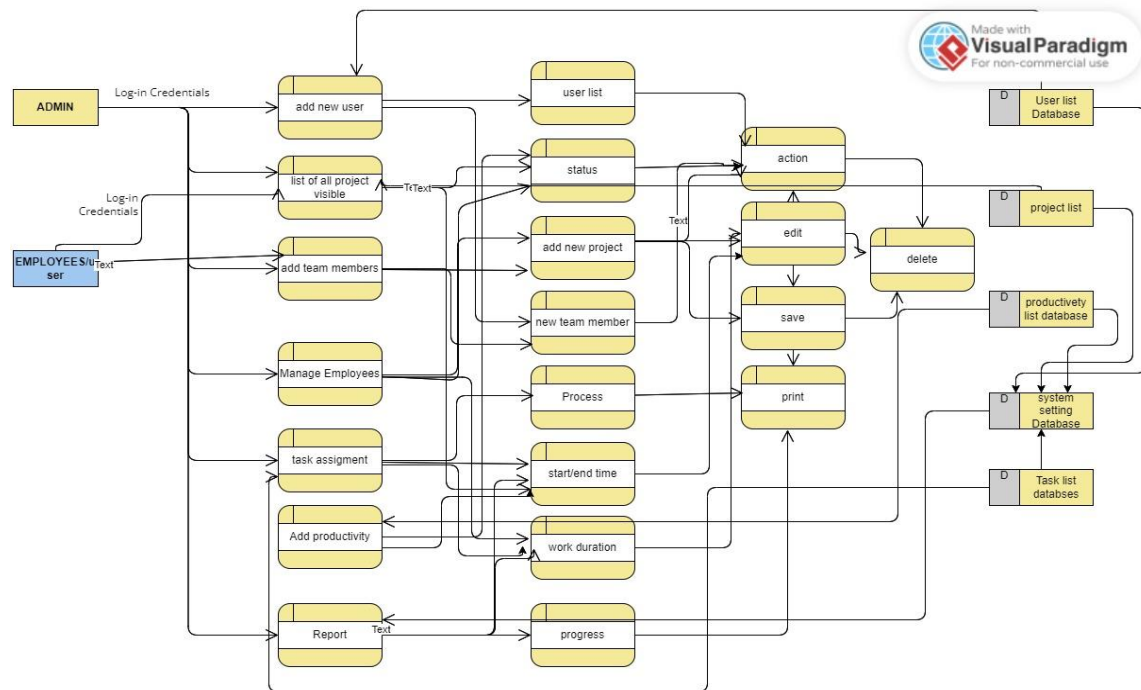 Made with
Visual Paradigm
For non-commercial use
ADMIN
Log-in Credentials
Log-in
Credentials
EMPLOYEES/u
ser
Text
add new user
list of all project
visible
Text
add team members
Manage Employees
task assigment
Add productivity
Report
Text
user list
status
add new project
new team member
Process
start/end time
work duration
progress
Text
action
edit
save
print
delete
D
User list
Database
D
project list
D
productivety
list database
D
system
setting
Database
D
Task list
databses